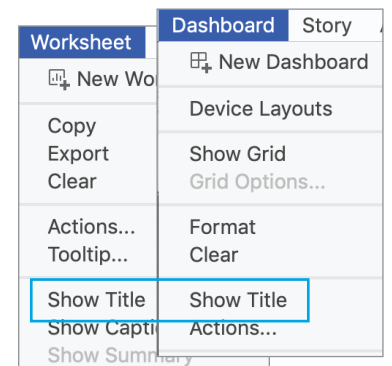 Worksheet
New Wo
Copy
Export
Clear
Actions...
Tooltip...
Show Title
Show Capti
Show Summary
Dashboard Story
New Dashboard
Device Layouts
Show Grid
Grid Options...
Format
Clear
Show Title
Actions...